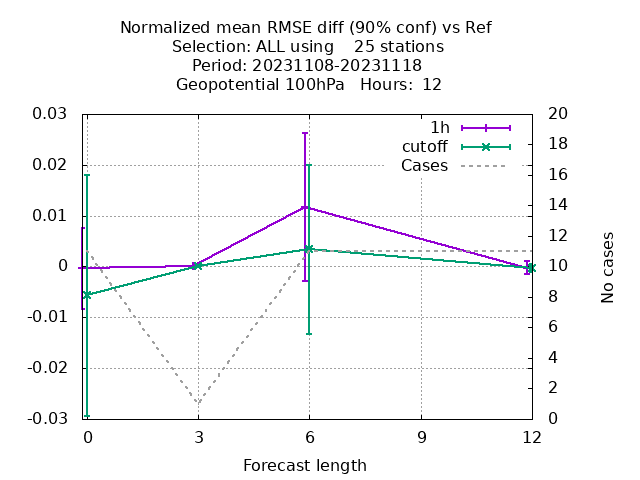 Normalized mean RMSE diff (90% conf) vs Ref
Selection: ALL using    25 stations
Period: 20231108-20231118
Geopotential 100hPa   Hours:  12
0.03
0.02
0.01
0
-0.01
-0.02
-0.03
1h
cutoff
Cases
20
18
16
14
12
10
8
6
4
2
0
No cases
0 3 6 9 12
Forecast length